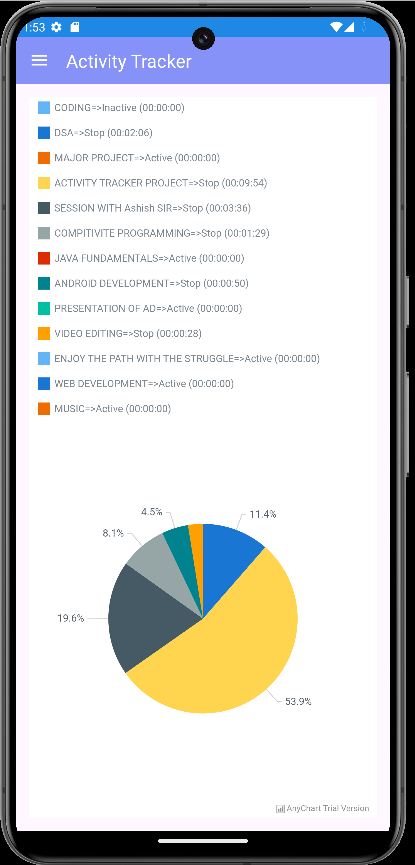 1:53
Activity Tracker
CODING=>Inactive (00:00:00)
DSA=>Stop (00:02:06)
MAJOR PROJECT=>Active (00:00:00)
ACTIVITY TRACKER PROJECT=>Stop (00:09:54)
SESSION WITH Ashish SIR=>Stop (00:03:36)
COMPITIVITE PROGRAMMING=>Stop (00:01:29)
JAVA FUNDAMENTALS=>Active (00:00:00)
ANDROID DEVELOPMENT=>Stop (00:00:50)
PRESENTATION OF AD=>Active (00:00:00)
VIDEO EDITING=>Stop (00:00:28)
ENJOY THE PATH WITH THE STRUGGLE=>Active (00:00:00)
WEB DEVELOPMENT=>Active (00:00:00)
MUSIC=>Active (00:00:00)
4.5%
11.4%
8.1%
19.6%
53.9%
AnyChart Trial Version